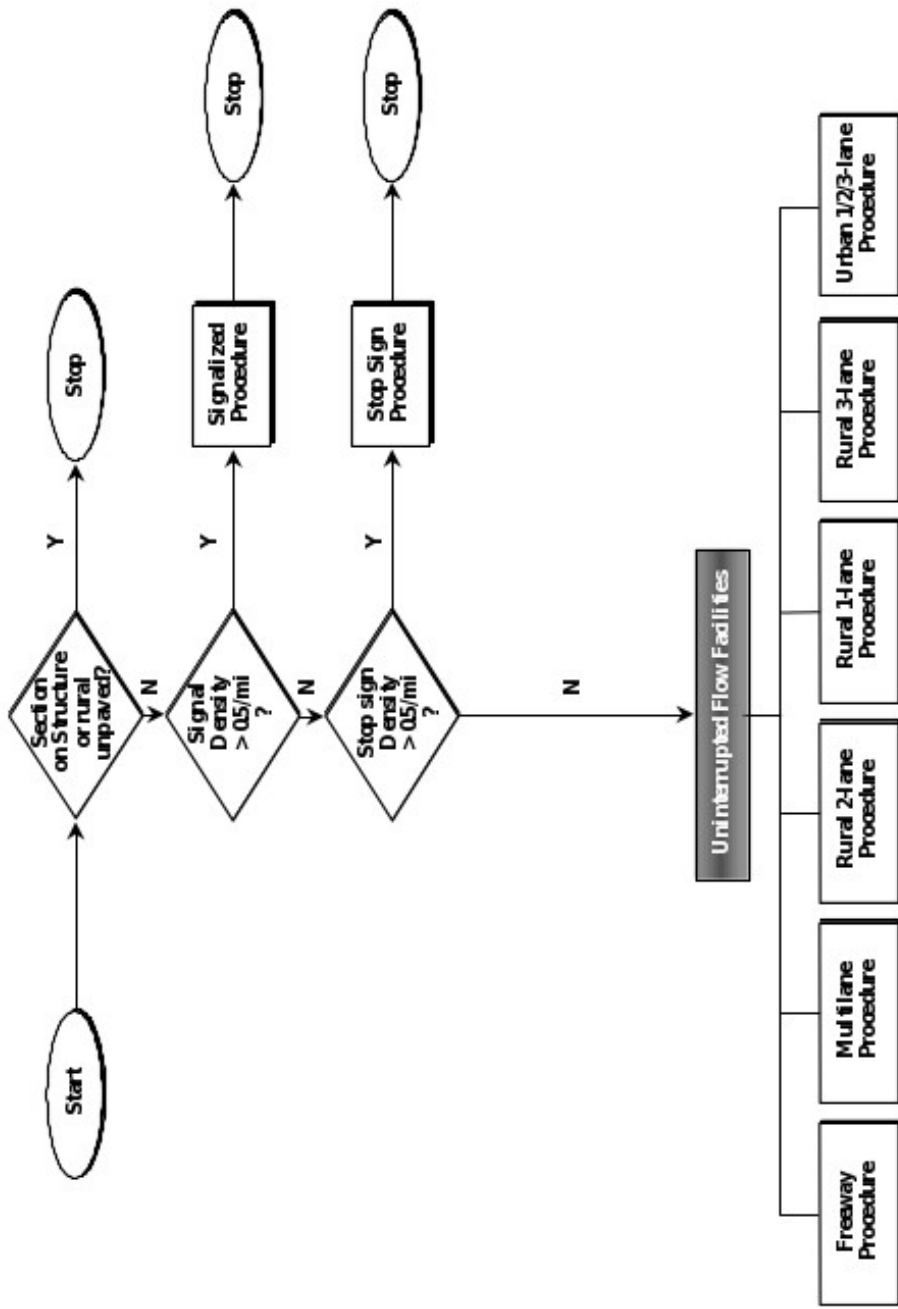 Start
Section
on Structure
or rural
unpaved?
Y
Stop
N
Signal
Density
> 0.5/mi
?
Y
Signalized
Procedure
Stop
N
Stop sign
Density
> 0.5/mi
?
Y
Stop Sign
Procedure
Stop
N
Uninterrupted Flow Facilities
Freeway
Procedure
Multilane
Procedure
Rural 2-lane
Procedure
Rural 1-lane
Procedure
Rural 3-lane
Procedure
Urban 1/2/3-lane
Procedure